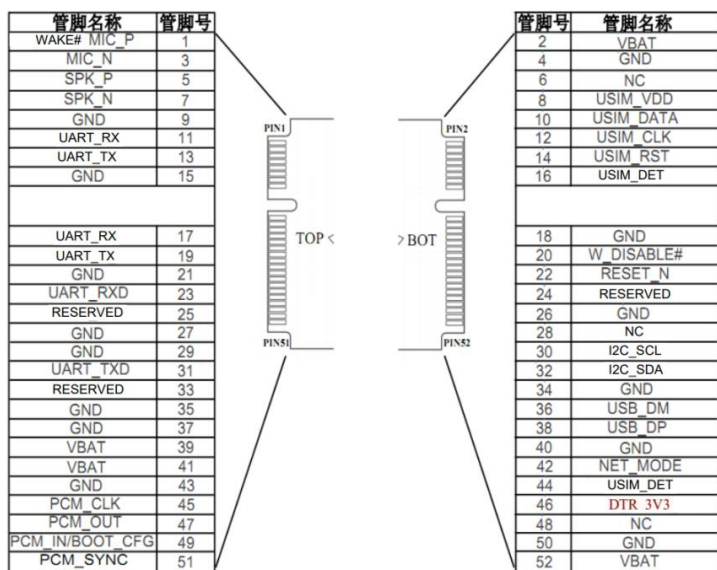 管脚名称 管脚号
WAKE# MIC_P 1
MIC_N 3
SPK_P 5
SPK_N 7
GND 9
UART_RX 11
UART_TX 13
GND 15
UART_RX 17
UART_TX 19
GND 21
UART_RXD 23
RESERVED 25
GND 27
GND 29
UART_TXD 31
RESERVED 33
GND 35
GND 37
VBAT 39
VBAT 41
GND 43
PCM_CLK 45
PCM_OUT 47
PCM_IN/BOOT_CFG 49
PCM_SYNC 51
PIN1
TOP
PIN51
PIN2
BOT
PIN52
管脚号 管脚名称
2 VBAT
4 GND
6 NC
8 USIM_VDD
10 USIM_DATA
12 USIM_CLK
14 USIM_RST
16 USIM_DET
18 GND
20 W_DISABLE#
22 RESET_N
24 RESERVED
26 GND
28 NC
30 I2C_SCL
32 I2C_SDA
34 GND
36 USB_DM
38 USB_DP
40 GND
42 NET_MODE
44 USIM_DET
46 DTR 3V3
48 NC
50 GND
52 VBAT